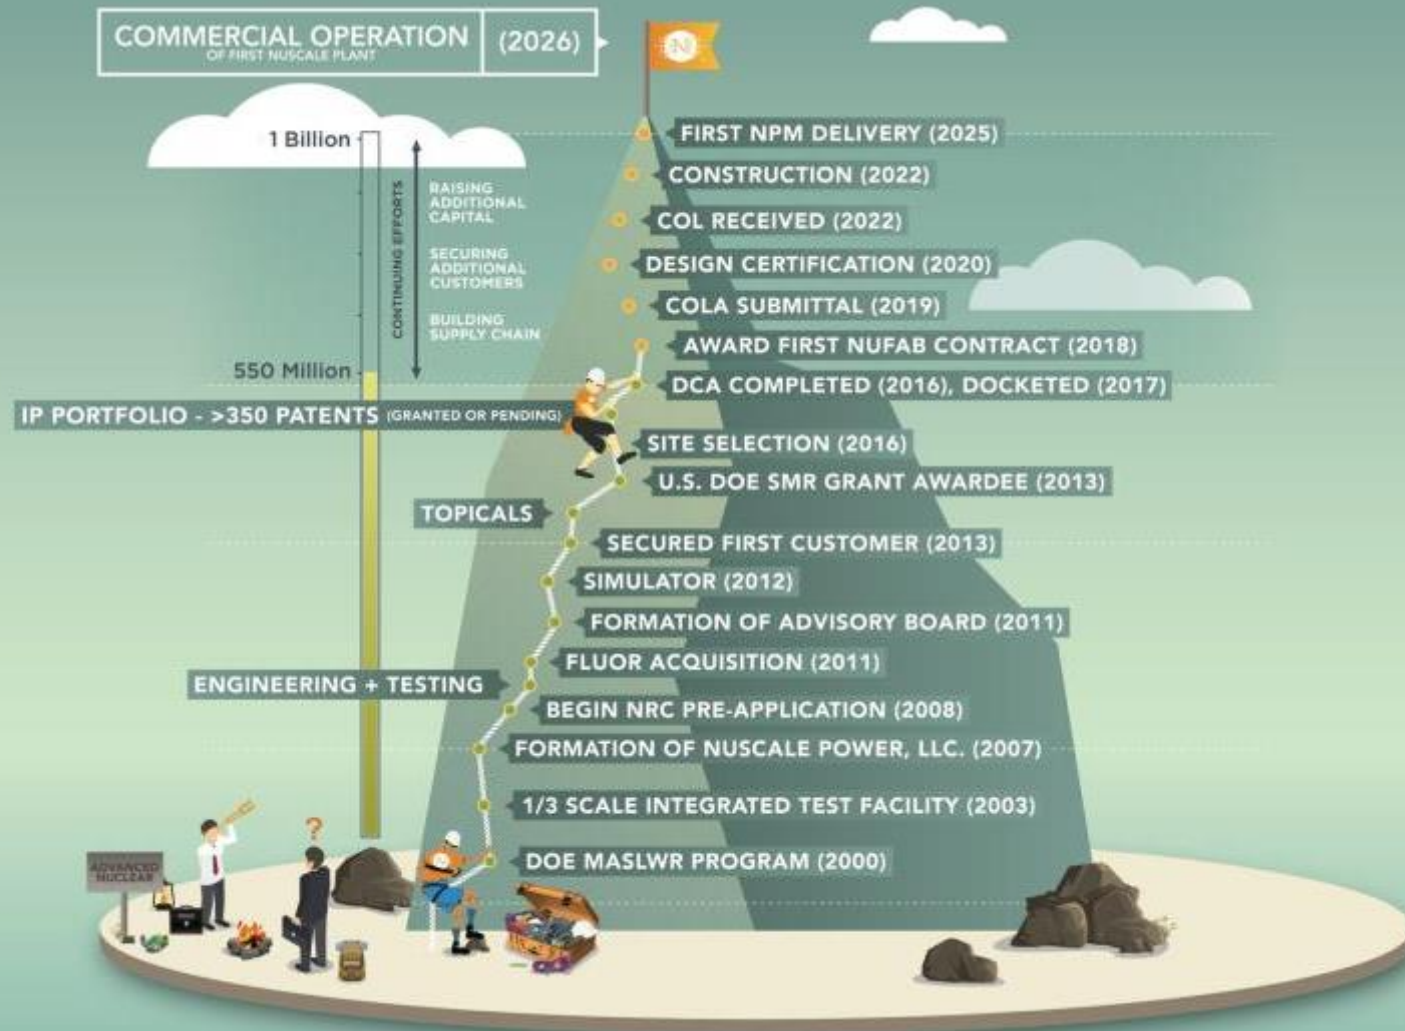 COMMERCIAL OPERATION
OF FIRST NUSCALE PLANT
(2026)
N
1 Billion
CONTINUING EFFORTS
RAISING
ADDITIONAL
CAPITAL
SECURING
ADDITIONAL
CUSTOMERS
BUILDING
SUPPLY CHAIN
550 Million
FIRST NPM DELIVERY (2025)
CONSTRUCTION (2022)
COL RECEIVED (2022)
DESIGN CERTIFICATION (2020)
COLA SUBMITTAL (2019)
AWARD FIRST NUFAB CONTRACT (2018)
DCA COMPLETED (2016), DOCKETED (2017)
IP PORTFOLIO - >350 PATENTS (GRANTED OR PENDING)
SITE SELECTION (2016)
U.S. DOE SMR GRANT AWARDEE (2013)
TOPICALS
SECURED FIRST CUSTOMER (2013)
SIMULATOR (2012)
FORMATION OF ADVISORY BOARD (2011)
FLUOR ACQUISITION (2011)
ENGINEERING + TESTING
BEGIN NRC PRE-APPLICATION (2008)
FORMATION OF NUSCALE POWER, LLC. (2007)
1/3 SCALE INTEGRATED TEST FACILITY (2003)
DOE MASLWR PROGRAM (2000)
?
ADVANCED
NUCLEAR